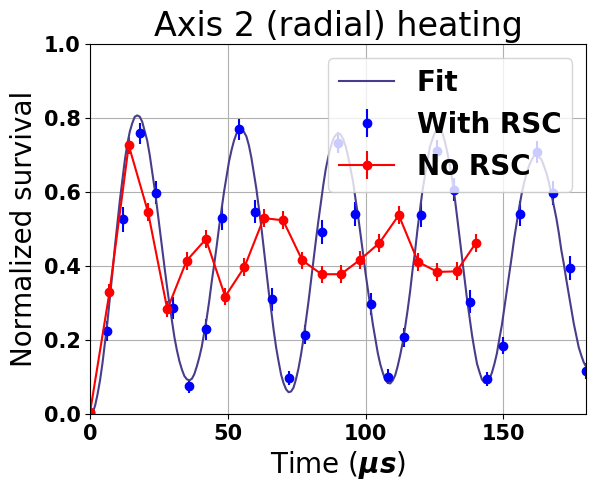 Axis 2 (radial) heating
Normalized survival
1.0
0.8
0.6
0.4
0.2
0.0
Fit
With RSC
No RSC
0 50 100 150
Time (μs)